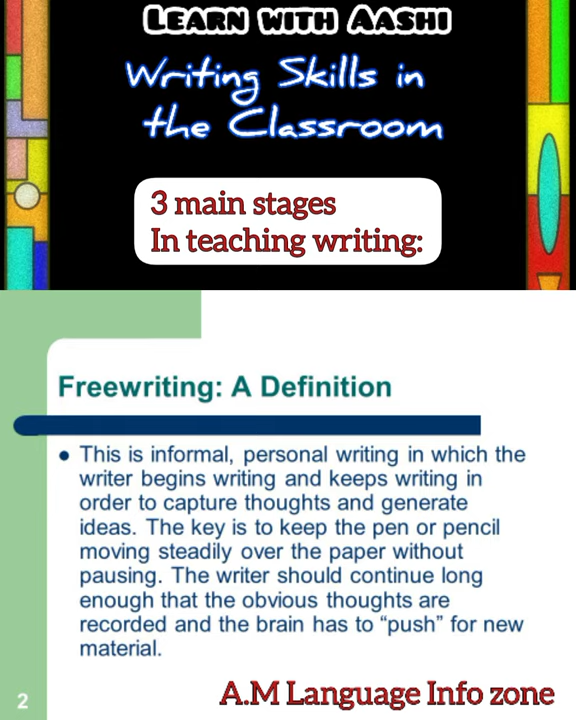 LEARN WITH AASHI
Writing Skills in
the Classroom
3 main stages
In teaching writing:
Freewriting: A Definition
• This is informal, personal writing in which the
writer begins writing and keeps writing in
order to capture thoughts and generate
ideas. The key is to keep the pen or pencil
moving steadily over the paper without
pausing. The writer should continue long
enough that the obvious thoughts are
recorded and the brain has to “push” for new
material.
2
A.M Language Info zone